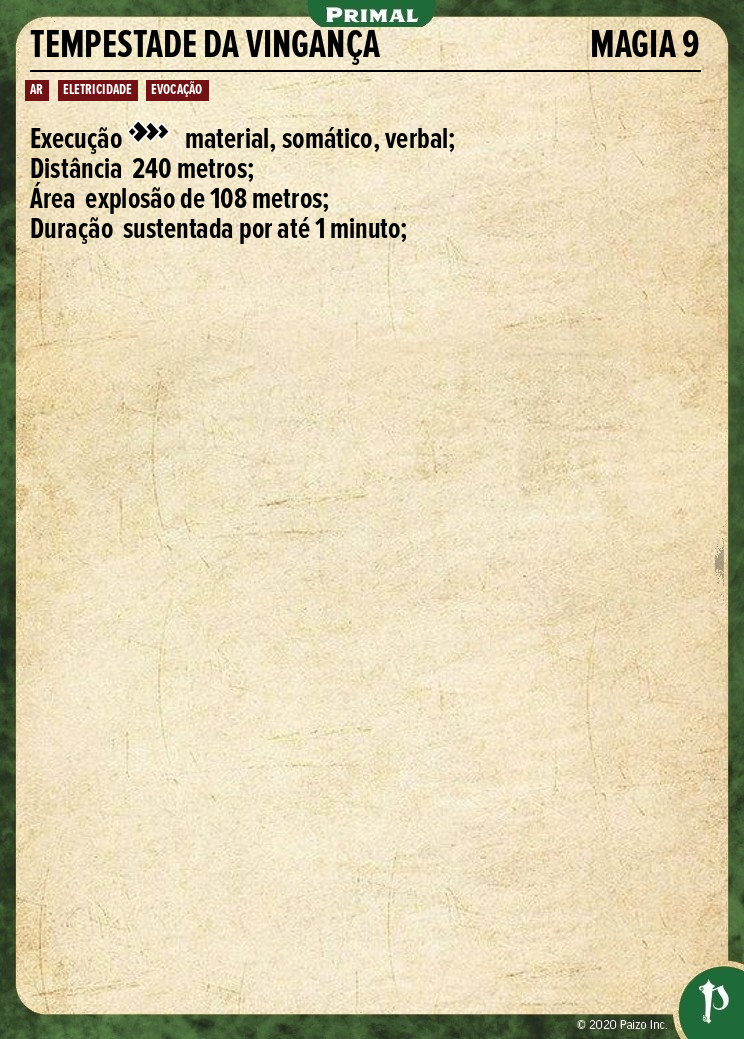 PRIMAL
TEMPESTADE DA VINGANÇA MAGIA 9
AR ELETRICIDADE EVOCAÇÃO
Execução material, somático, verbal;
Distância 240 metros;
Área explosão de 108 metros;
Duração sustentada por até 1 minuto;
© 2020 Paizo Inc.